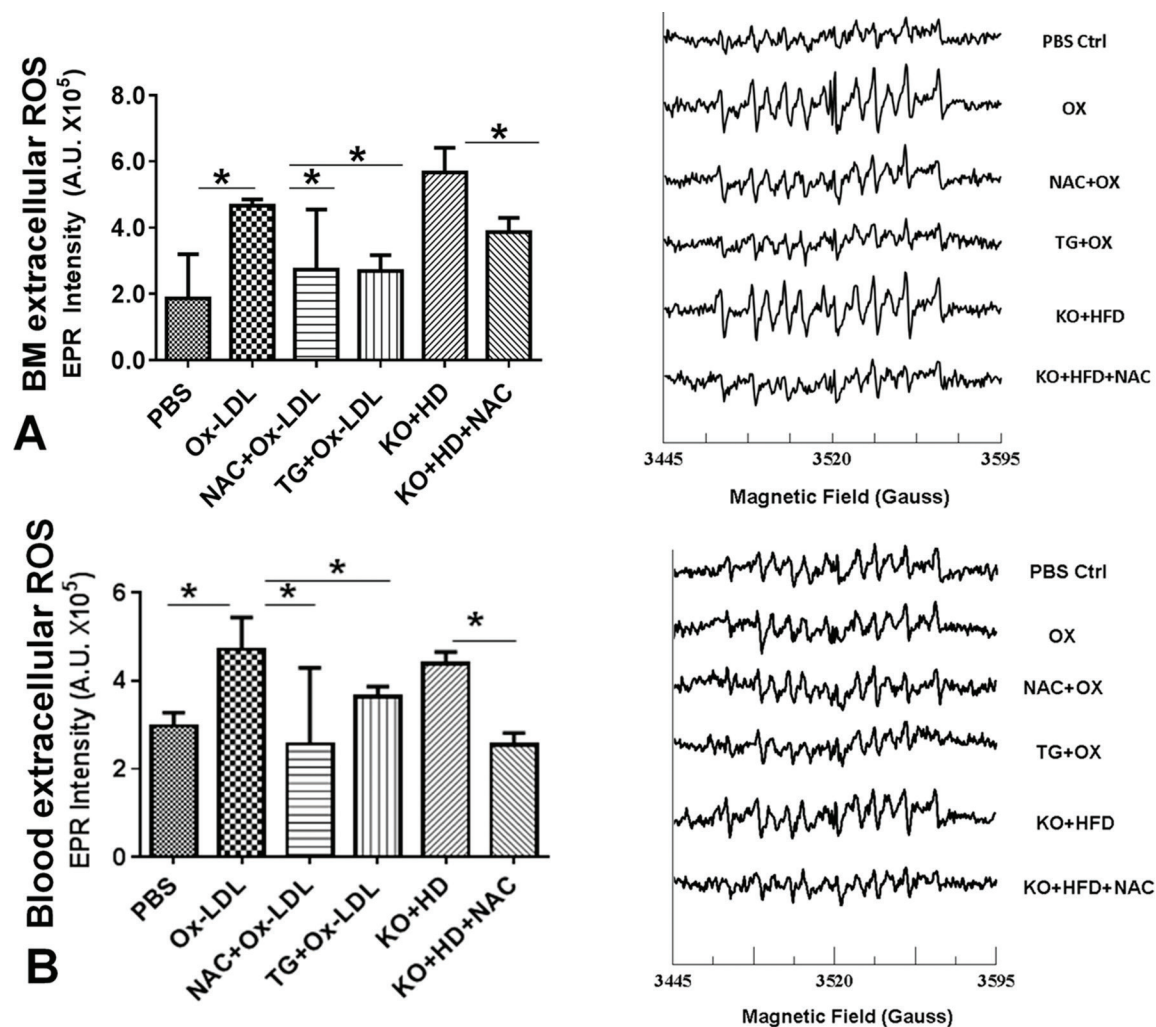 BM extracellular ROS
EPR Intensity (A.U. X10⁵)
8.0
6.0
4.0
2.0
0.0
*
*
*
*
PBS
Ox-LDL
NAC+Ox-LDL
TG+Ox-LDL
KO+HD
KO+HD+NAC
A
PBS Ctrl
OX
NAC+OX
TG+OX
KO+HFD
KO+HFD+NAC
3445
3520
3595
Magnetic Field (Gauss)
Blood extracellular ROS
EPR Intensity (A.U. X10⁵)
6
4
2
0
*
*
*
*
PBS
Ox-LDL
NAC+Ox-LDL
TG+Ox-LDL
KO+HD
KO+HD+NAC
B
PBS Ctrl
OX
NAC+OX
TG+OX
KO+HFD
KO+HFD+NAC
3445
3520
3595
Magnetic Field (Gauss)